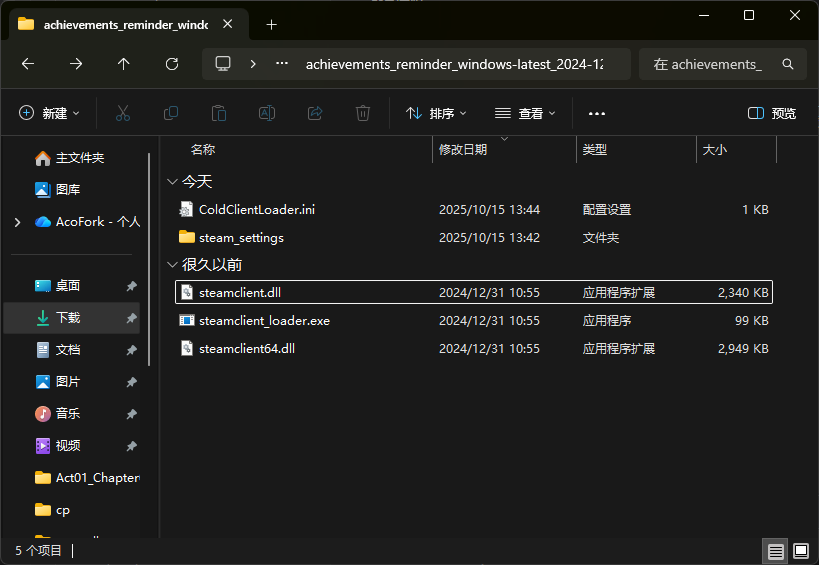 achievements_reminder_windo
achievements_reminder_windows-latest_2024-12
在 achievements_
新建
排序
查看
预览
主文件夹
图库
AcoFork - 个人
桌面
下载
文档
图片
音乐
视频
Act01_Chapter
cp
名称 修改日期 类型 大小
今天
ColdClientLoader.ini 2025/10/15 13:44 配置设置 1 KB
steam_settings 2025/10/15 13:42 文件夹
很久以前
steamclient.dll 2024/12/31 10:55 应用程序扩展 2,340 KB
steamclient_loader.exe 2024/12/31 10:55 应用程序 99 KB
steamclient64.dll 2024/12/31 10:55 应用程序扩展 2,949 KB
5 个项目